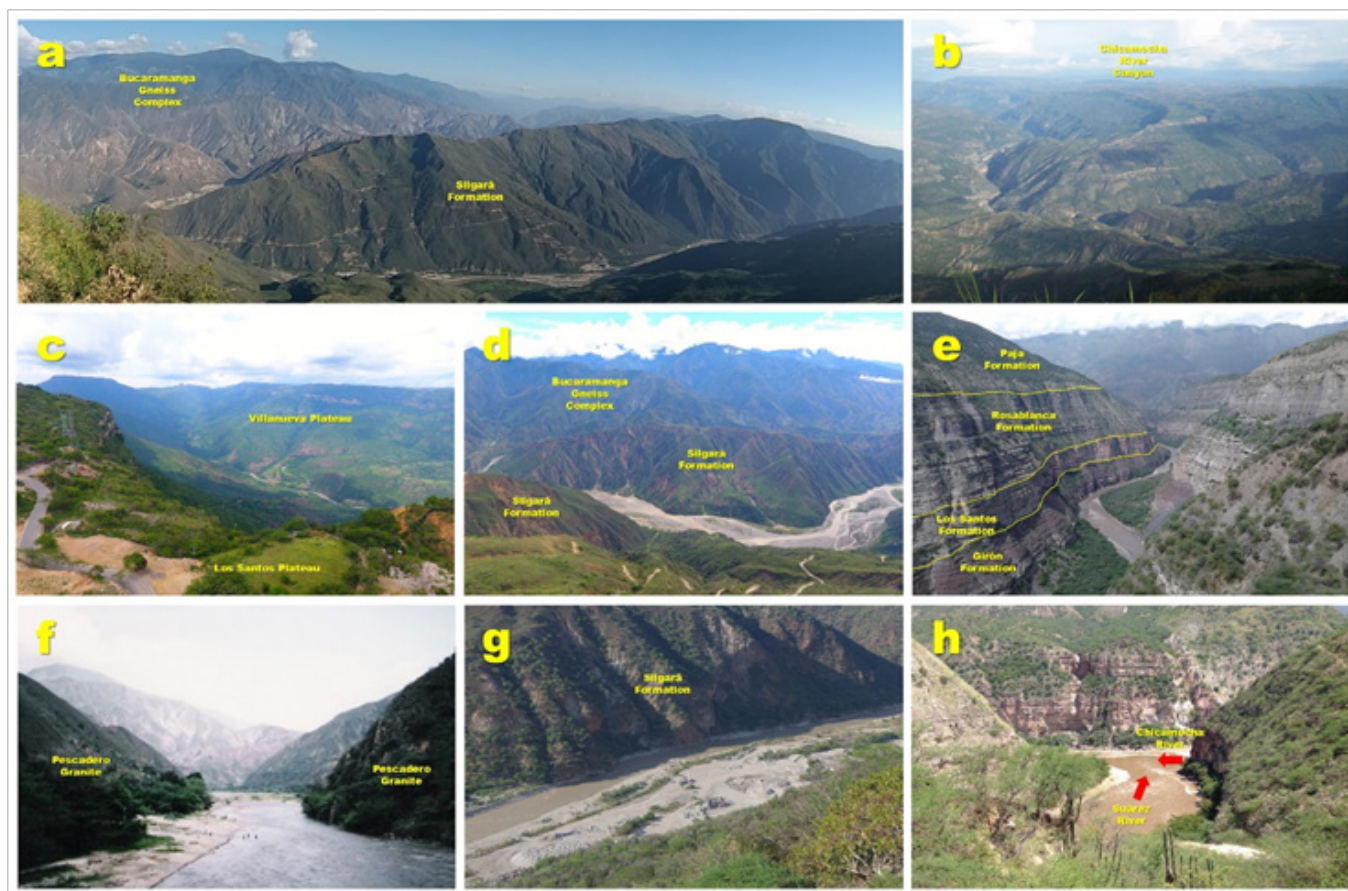 a
Bucaramanga
Gneiss
Complex
Silgará
Formation
b
Chicamocha
River
Canyon
c
Villanueva Plateau
Los Santos Plateau
d
Bucaramanga
Gneiss
Complex
Silgará
Formation
Silgará
Formation
e
Paja
Formation
Rosablanca
Formation
Los Santos
Formation
Girón
Formation
f
Pescadero
Granite
Pescadero
Granite
g
Silgará
Formation
h
Chicamocha
River
Suarez
River